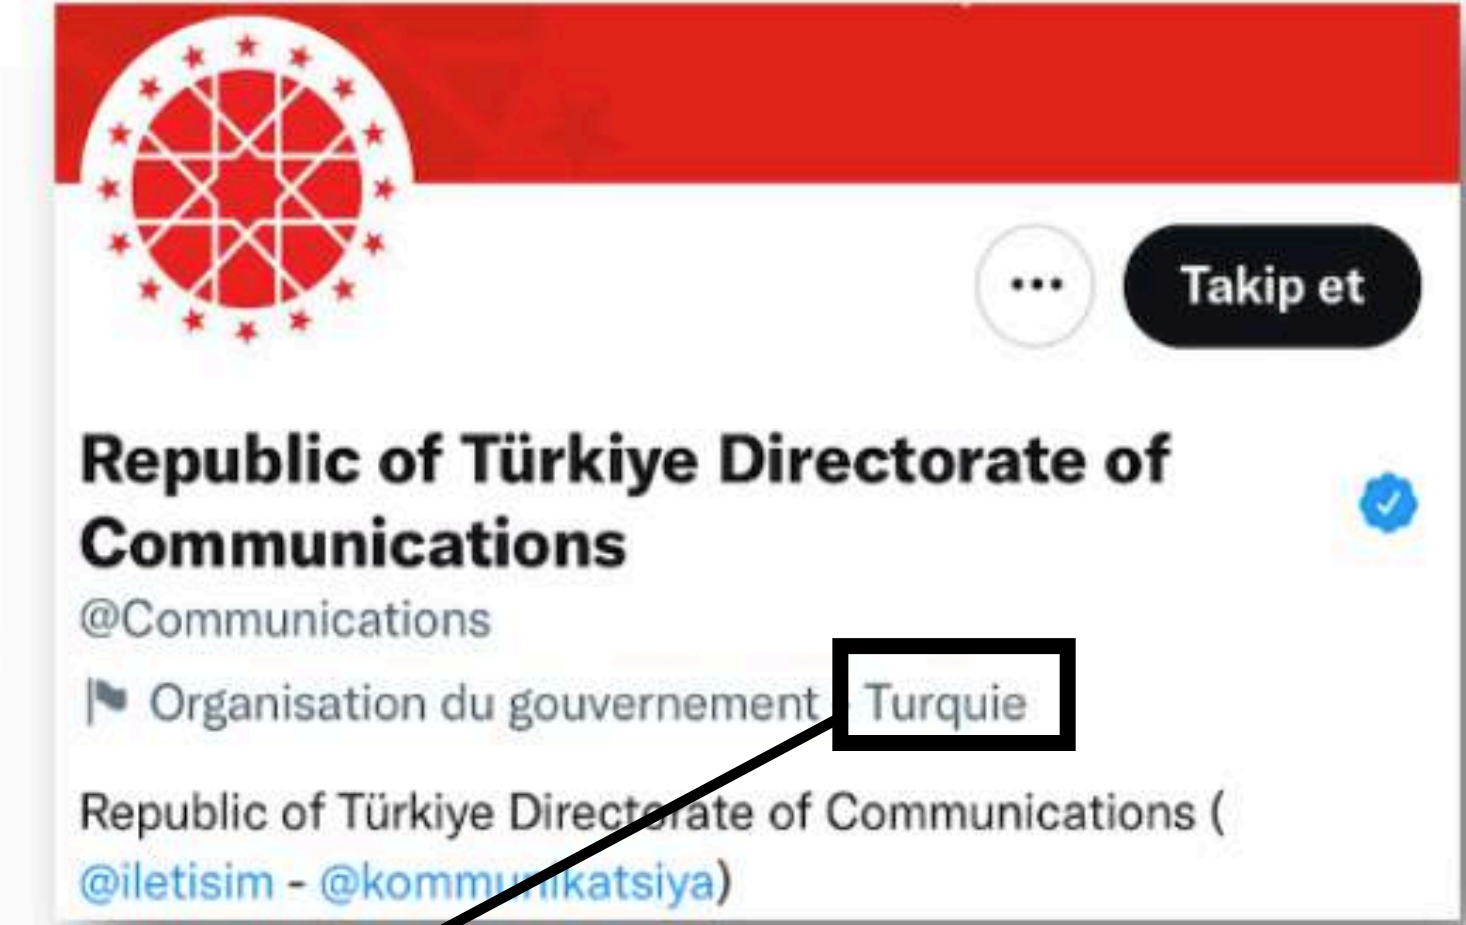 Takip et
Republic of Türkiye Directorate of
Communications
@Communications
Organisation du gouvernement - Turquie
Republic of Türkiye Directorate of Communications (
@iletisim - @kommunikatsiya)